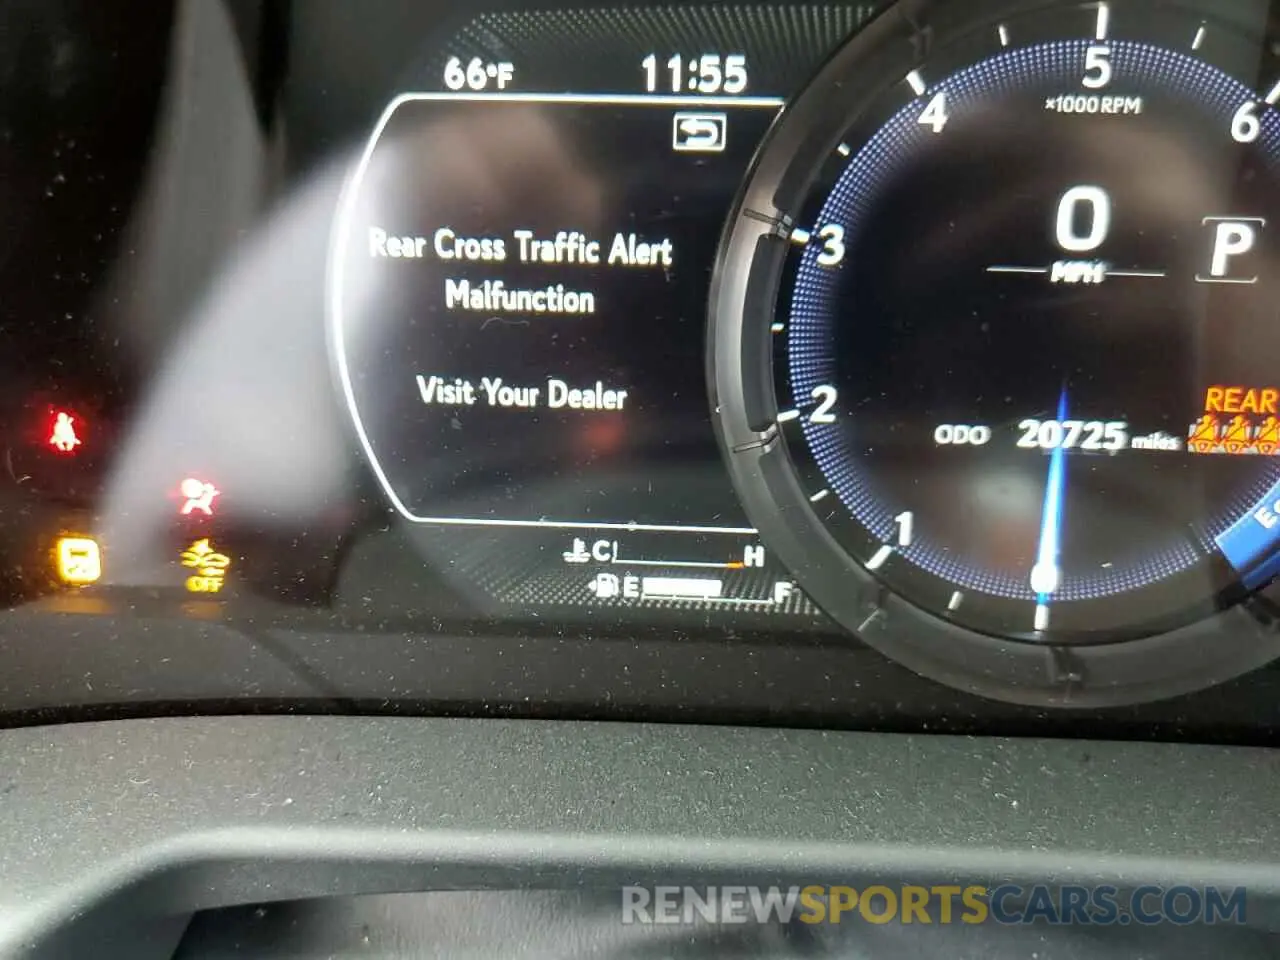 66°F 11:55
Rear Cross Traffic Alert
Malfunction
Visit Your Dealer
C H
E F
OFF
1 2 3 4 5 6
×1000 RPM
0
MPH
P
ODO 20725 miles
REAR
RENEWSPORTSCARS.COM